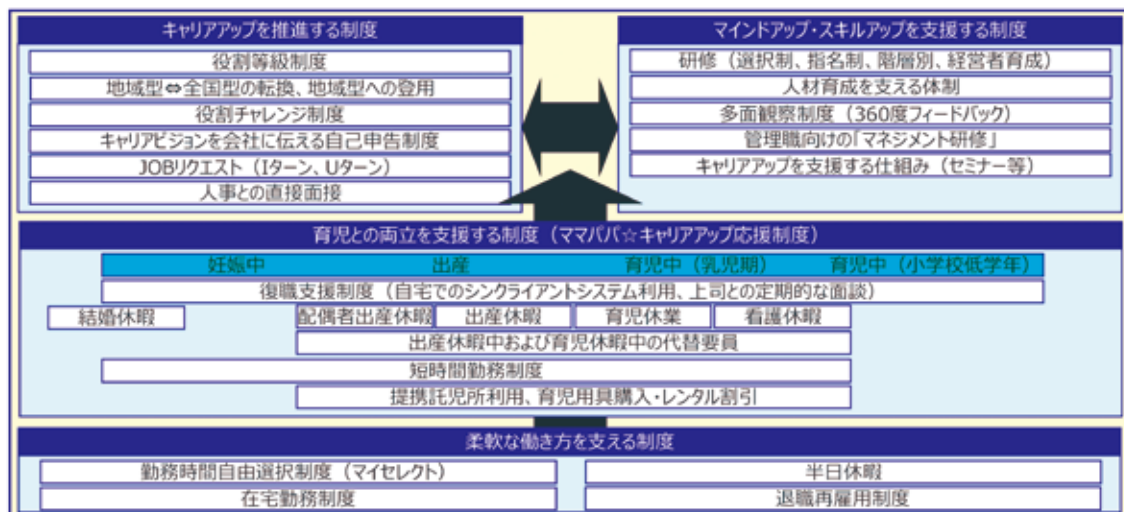 キャリアアップを推進する制度
役割等級制度
地域型⇔全国型の転換、地域型への登用
役割チャレンジ制度
キャリアビジョンを会社に伝える自己申告制度
JOBリクエスト（Iターン、Uターン）
人事との直接面接
マインドアップ・スキルアップを支援する制度
研修（選択制、指名制、階層別、経営者育成）
人材育成を支える体制
多面観察制度（360度フィードバック）
管理職向けの「マネジメント研修」
キャリアアップを支援する仕組み（セミナー等）
育児との両立を支援する制度（ママパパ☆キャリアアップ応援制度）
妊娠中 出産 育児中（乳児期） 育児中（小学校低学年）
復職支援制度（自宅でのシンクライアントシステム利用、上司との定期的な面談）
結婚休暇 配偶者出産休暇 出産休暇 育児休業 看護休暇
出産休暇中および育児休暇中の代替要員
短時間勤務制度
提携託児所利用、育児用具購入・レンタル割引
柔軟な働き方を支える制度
勤務時間自由選択制度（マイセレクト） 半日休暇
在宅勤務制度 退職再雇用制度